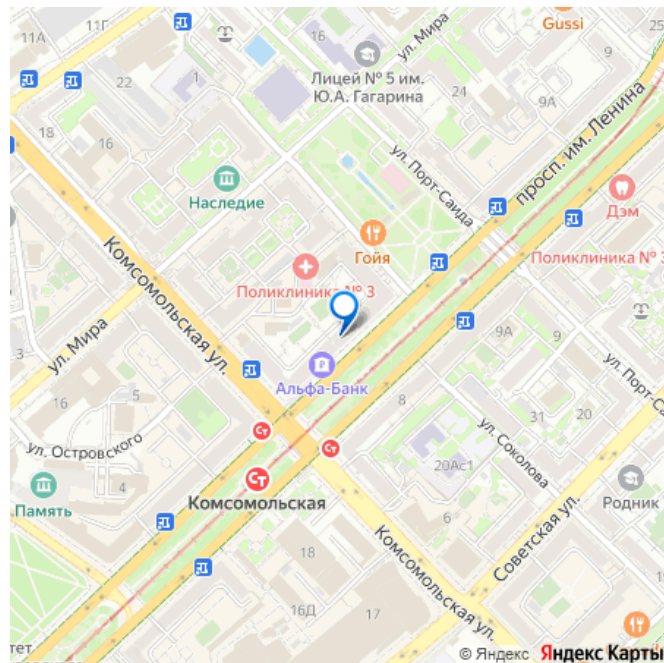 11А
11Г
16
ул. Мира
Gussi
25
22
1
Лицей № 5 им.
Ю.А. Гагарина
24
9
9А
18
16
просп. им. Ленина
ул. Порт-Саида
Наследие
Гойя
Дэм
Поликлиника № 3
Поликлиника № 3
Комсомольская ул.
ул. Мира
9А
Альфа-Банк
8
ул. Порт-Саида
16
31
20
ул. Островского
ул. Соколова
20Ас1
4
Память
Комсомольская
Родник
6
Советская ул.
18
Комсомольская ул.
16Д
17
тет
© Яндекс Яндекс Карты